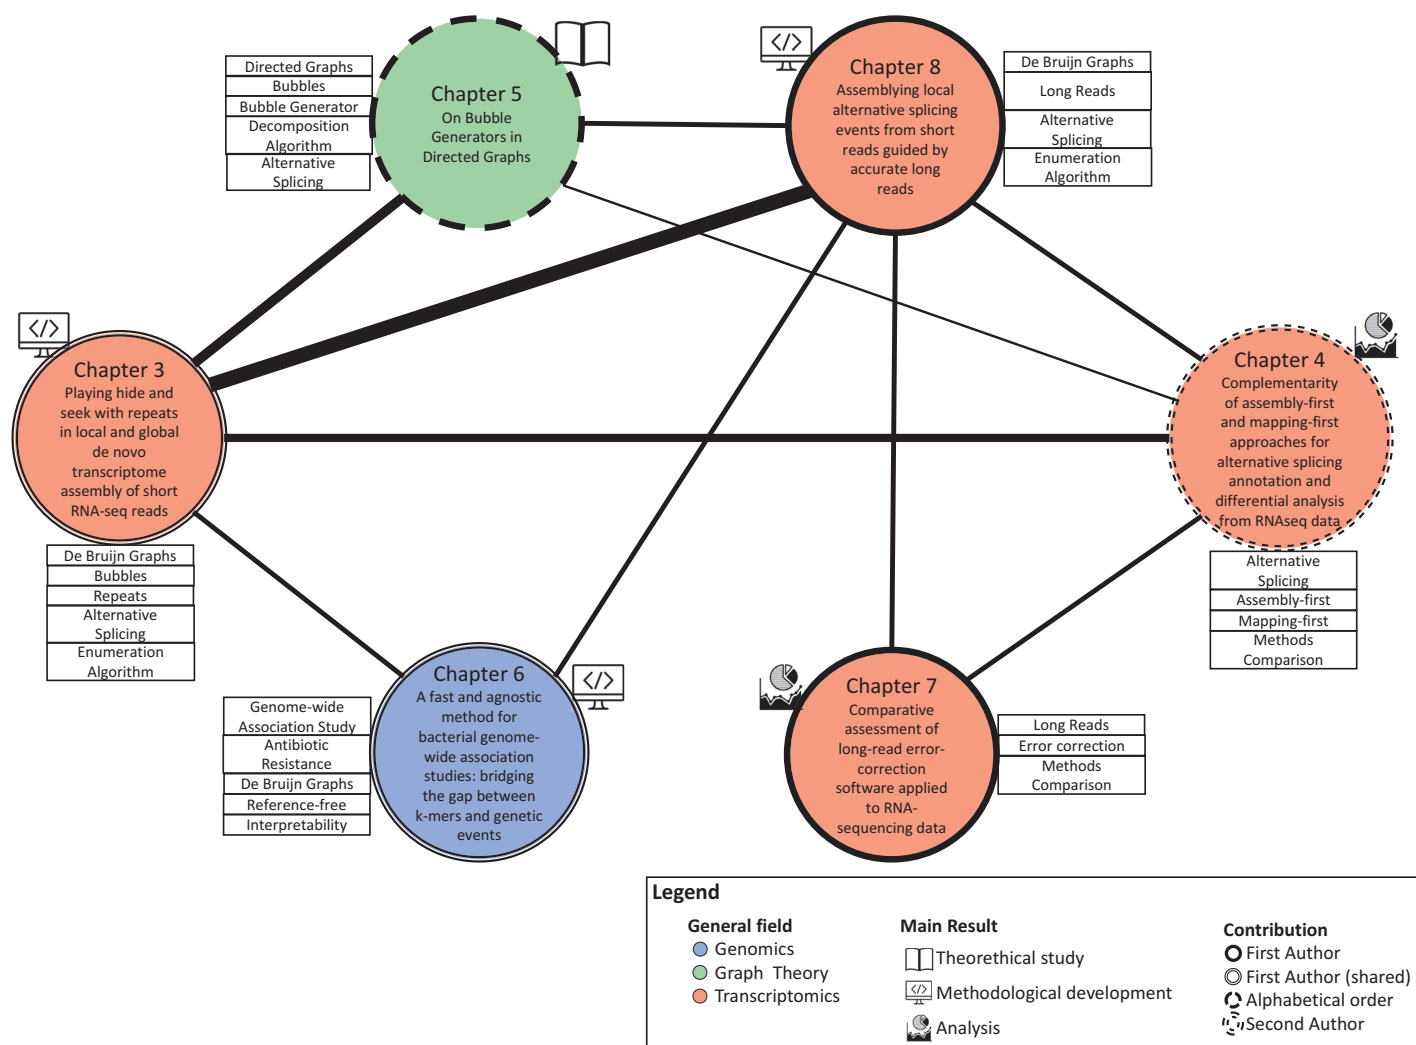 Directed Graphs
Bubbles
Bubble Generator
Decomposition
Algorithm
Alternative
Splicing
Chapter 5
On Bubble
Generators in
Directed Graphs
</>
Chapter 8
Assemblying local
alternative splicing
events from short
reads guided by
accurate long
reads
De Bruijn Graphs
Long Reads
Alternative
Splicing
Enumeration
Algorithm
</>
Chapter 3
Playing hide and
seek with repeats
in local and global
de novo
transcriptome
assembly of short
RNA-seq reads
De Bruijn Graphs
Bubbles
Repeats
Alternative
Splicing
Enumeration
Algorithm
Chapter 4
Complementarity
of assembly-first
and mapping-first
approaches for
alternative splicing
annotation and
differential analysis
from RNAseq data
Alternative
Splicing
Assembly-first
Mapping-first
Methods
Comparison
Genome-wide
Association Study
Antibiotic
Resistance
De Bruijn Graphs
Reference-free
Interpretability
Chapter 6
A fast and agnostic
method for
bacterial genome-
wide association
studies: bridging
the gap between
k-mers and genetic
events
</>
Chapter 7
Comparative
assessment of
long-read error-
correction
software applied
to RNA-
sequencing data
Long Reads
Error correction
Methods
Comparison
Legend
General field
Genomics
Graph Theory
Transcriptomics
Main Result
Theorethical study
</> Methodological development
Analysis
Contribution
First Author
First Author (shared)
Alphabetical order
Second Author